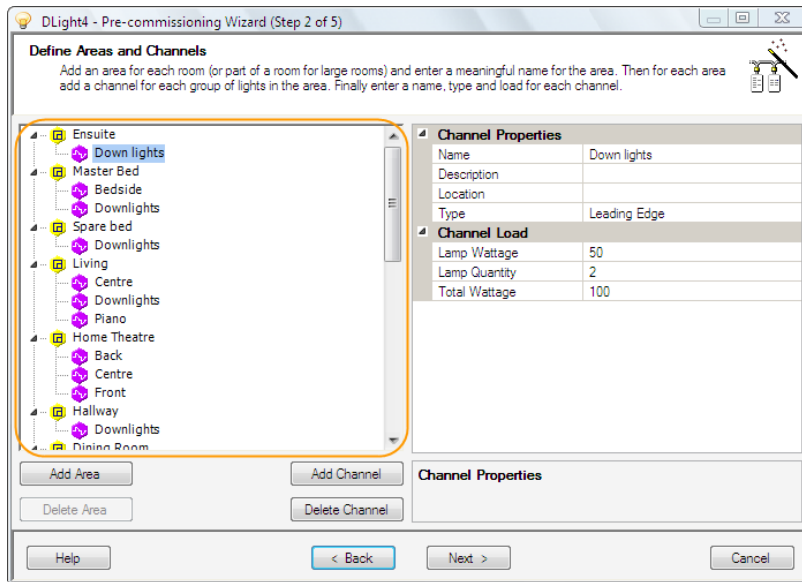 DLight4 - Pre-commissioning Wizard (Step 2 of 5)
Define Areas and Channels
Add an area for each room (or part of a room for large rooms) and enter a meaningful name for the area. Then for each area
add a channel for each group of lights in the area. Finally enter a name, type and load for each channel.
Ensuite
Down lights
Master Bed
Bedside
Downlights
Spare bed
Downlights
Living
Centre
Downlights
Piano
Home Theatre
Back
Centre
Front
Hallway
Downlights
Dining Room
Add Area
Add Channel
Delete Area
Delete Channel
Channel Properties
Name Down lights
Description
Location
Type Leading Edge
Channel Load
Lamp Wattage 50
Lamp Quantity 2
Total Wattage 100
Channel Properties
Help
< Back
Next >
Cancel